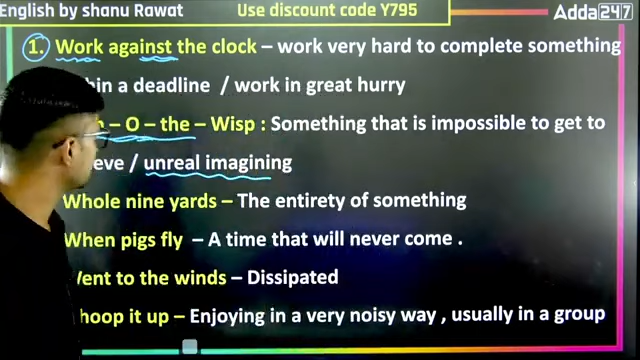 English by shanu Rawat
Use discount code Y795
Adda247
1. Work against the clock – work very hard to complete something
a deadline / work in great hurry
– O – the – Wisp : Something that is impossible to get to
/ unreal imagining
Whole nine yards – The entirety of something
When pigs fly – A time that will never come .
Went to the winds – Dissipated
Whoop it up – Enjoying in a very noisy way , usually in a group